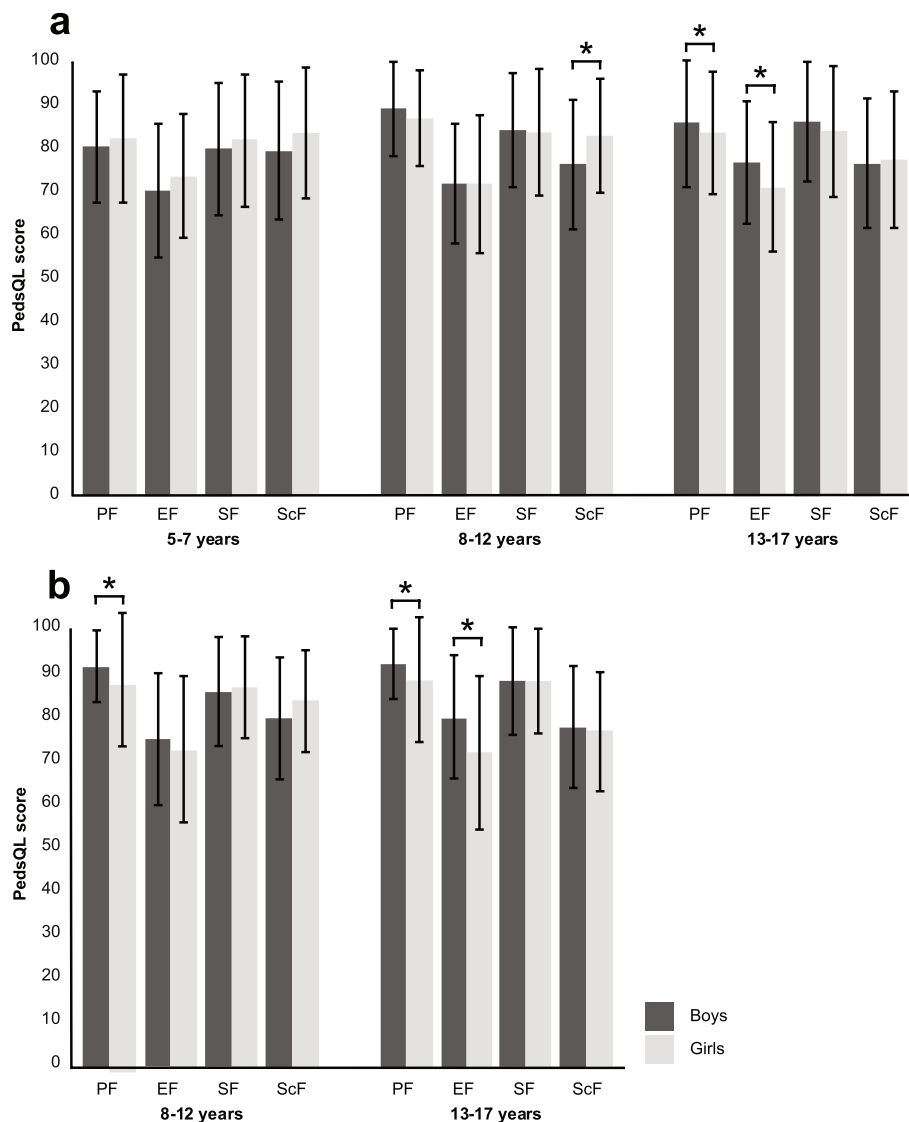 a
*
*
*
100
90
80
70
60
50
40
30
20
10
0
PedsQL score
PF EF SF ScF PF EF SF ScF PF EF SF ScF
5-7 years 8-12 years 13-17 years
b
*
*
*
100
90
80
70
60
50
40
30
20
10
0
PedsQL score
Boys
Girls
PF EF SF ScF PF EF SF ScF
8-12 years 13-17 years